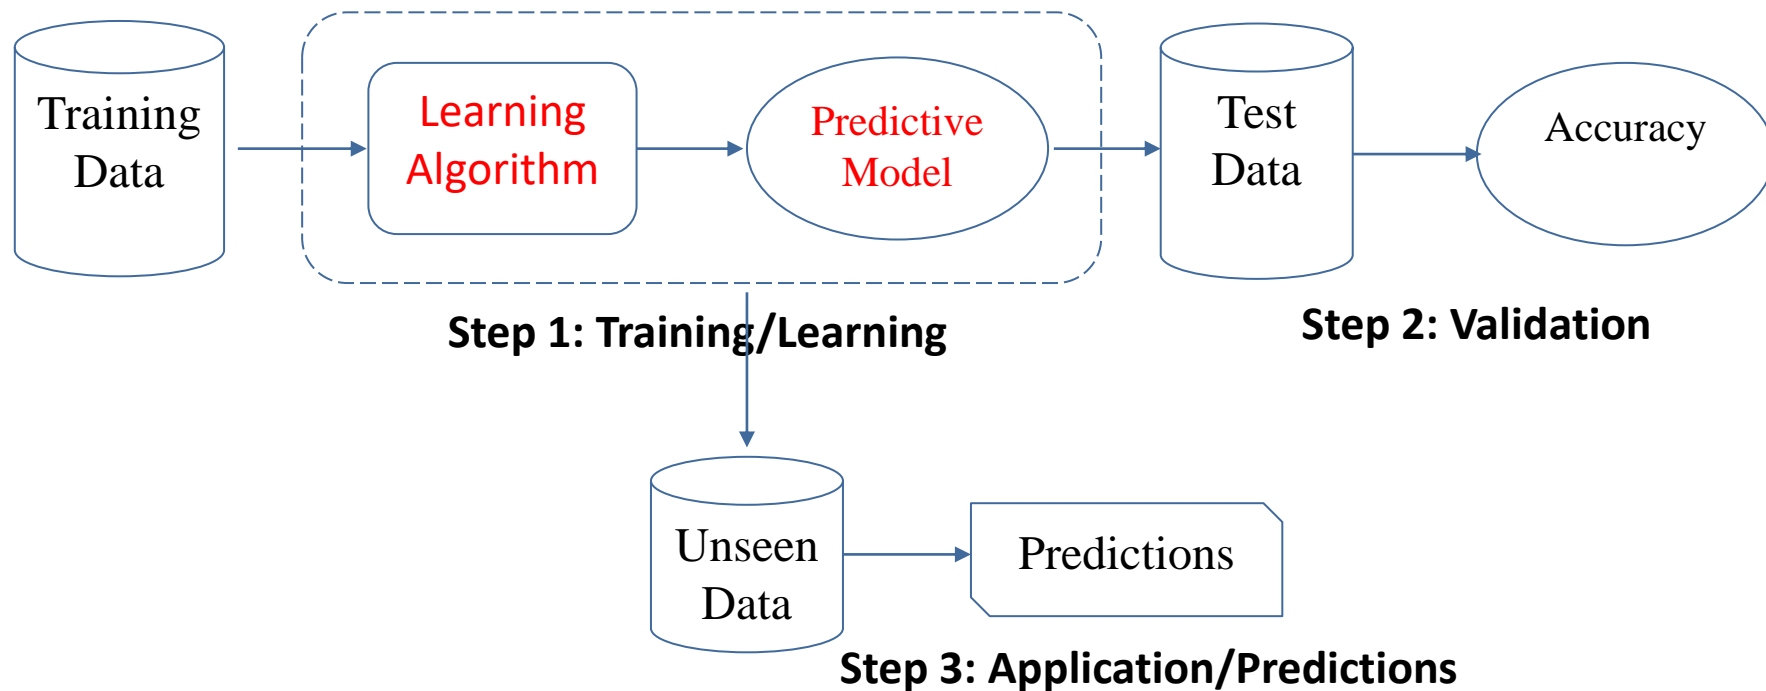 Training
Data
Learning
Algorithm
Predictive
Model
Test
Data
Accuracy
Step 1: Training/Learning
Step 2: Validation
Unseen
Data
Predictions
Step 3: Application/Predictions